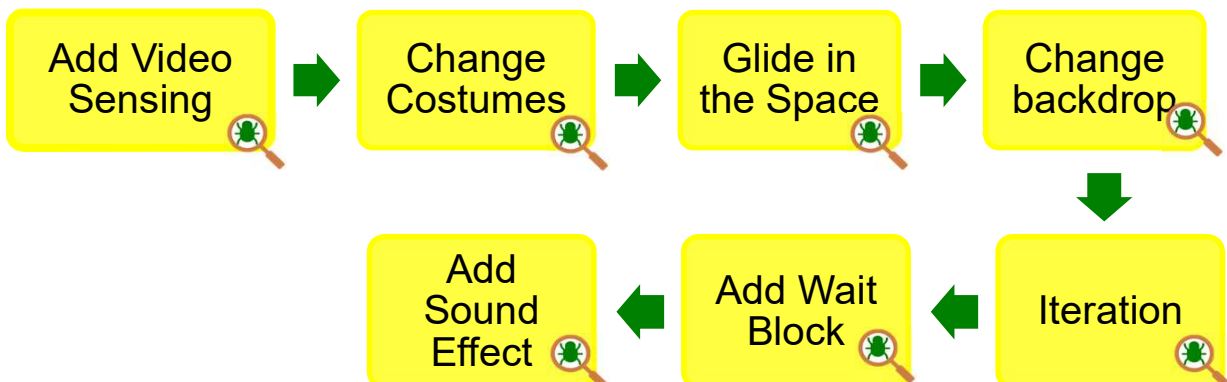 Add Video
Sensing
Change
Costumes
Glide in
the Space
Change
backdrop
Iteration
Add Wait
Block
Add
Sound
Effect